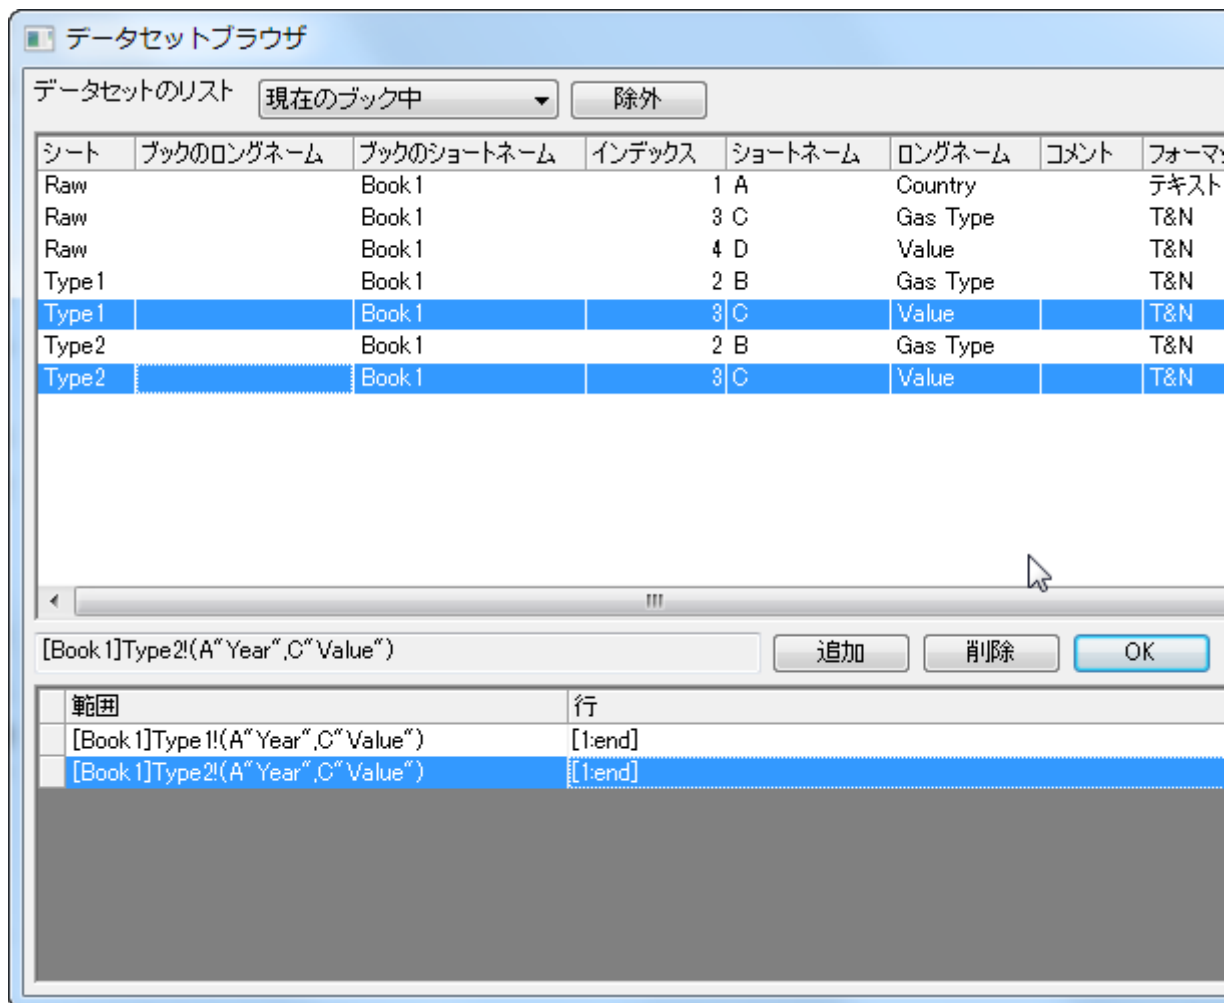 データセットブラウザ
データセットのリスト 現在のブック中 除外
シート ブックのロングネーム ブックのショートネーム インデックス ショートネーム ロングネーム コメント フォーマッ
Raw Book1 1 A Country テキスト
Raw Book1 3 C Gas Type T&N
Raw Book1 4 D Value T&N
Type1 Book1 2 B Gas Type T&N
Type1 Book1 3 C Value T&N
Type2 Book1 2 B Gas Type T&N
Type2 Book1 3 C Value T&N
[Book1]Type2!(A"Year",C"Value") 追加 削除 OK
範囲 行
[Book1]Type1!(A"Year",C"Value") [1:end]
[Book1]Type2!(A"Year",C"Value") [1:end]